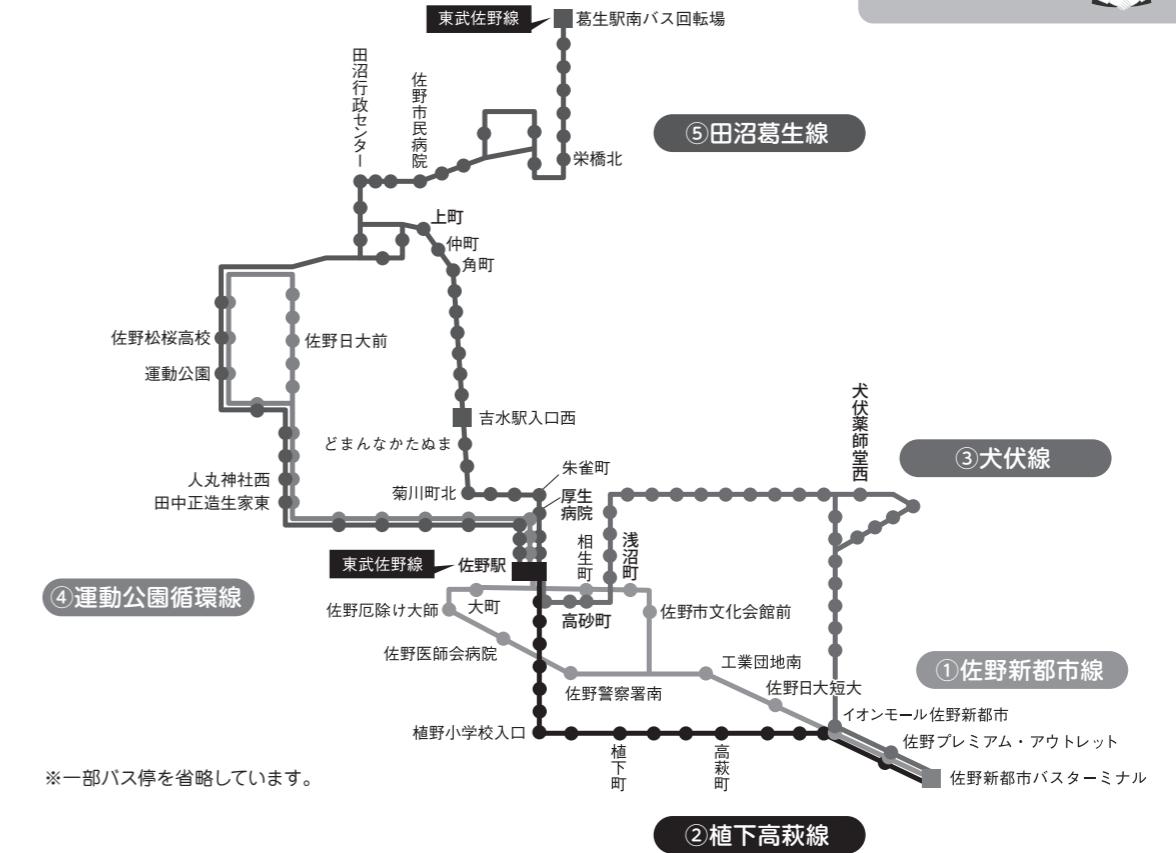 東武佐野線
葛生駅南バス回転場
田沼行政センター
佐野市民病院
⑤田沼葛生線
栄橋北
上町
仲町
角町
佐野松桜高校
佐野日大前
運動公園
吉水駅入口西
どまんなかたぬま
犬伏薬師堂西
③犬伏線
人丸神社西
田中正造生家東
菊川町北
朱雀町
厚生
病院
相生町
浅沼町
東武佐野線
佐野駅
④運動公園循環線
佐野厄除け大師
大町
高砂町
佐野市文化会館前
佐野医師会病院
工業団地南
①佐野新都市線
佐野警察署南
佐野日大短大
イオンモール佐野新都市
植野小学校入口
佐野プレミアム・アウトレット
植下町
高萩町
佐野新都市バスターミナル
※一部バス停を省略しています。
②植下高萩線